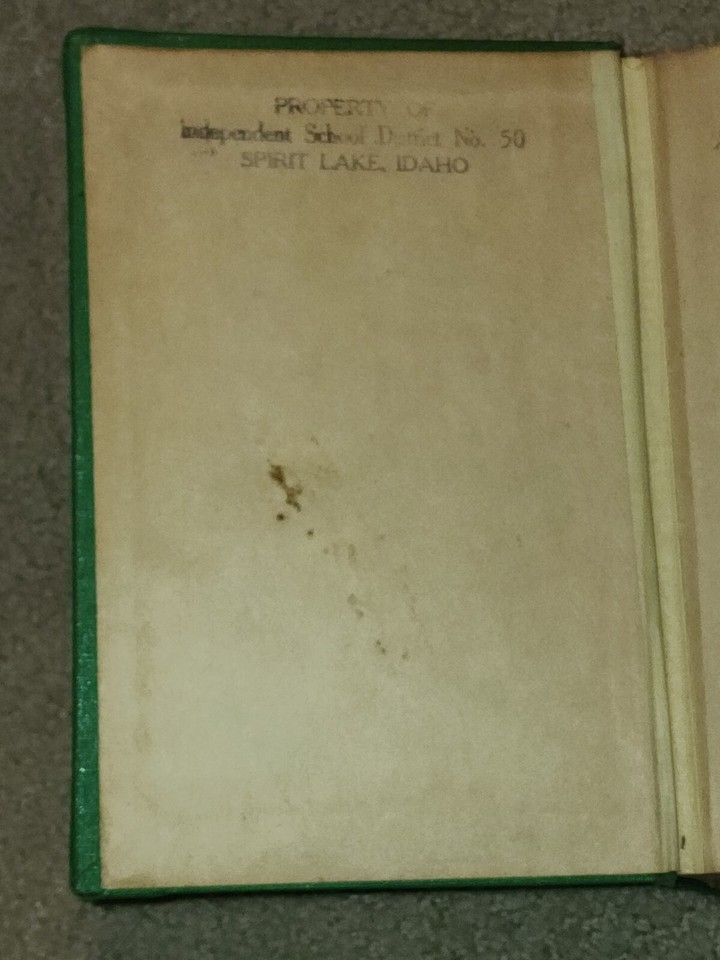 PROPERTY OF
Independent School District No. 50
SPIRIT LAKE, IDAHO